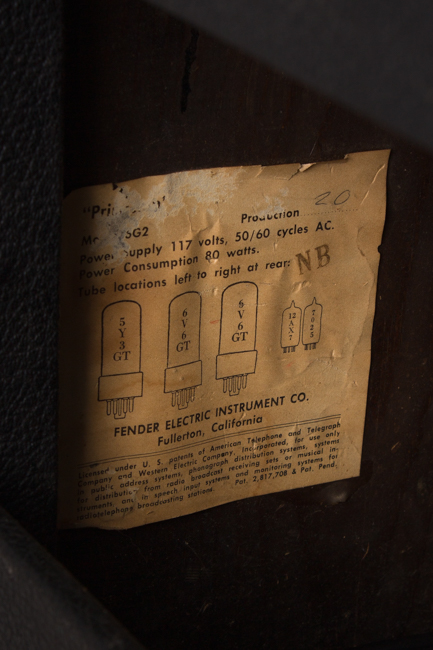 Production 20
5G2
Power Supply 117 volts, 50/60 cycles AC.
Power Consumption 80 watts.
Tube locations left to right at rear: NB
5
Y
3
GT
6
V
6
GT
6
V
6
GT
12
AX
7
7
0
2
5
FENDER ELECTRIC INSTRUMENT CO.
Fullerton, California
Licensed under U. S. patents of American Telephone and Telegraph
Company and Western Electric Company, Incorporated, for use only
in public address systems, phonograph distribution systems, systems
for distribution from radio broadcast receiving sets or musical in-
struments, and in speech input systems and monitoring systems for
radiotelephone broadcasting stations. Pat. 2,817,708 & Pat. Pend.